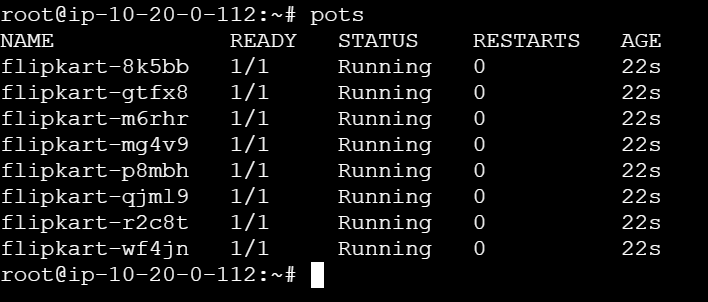 root@ip-10-20-0-112:~# pots
NAME READY STATUS RESTARTS AGE
flipkart-8k5bb 1/1 Running 0 22s
flipkart-gtfx8 1/1 Running 0 22s
flipkart-m6rhr 1/1 Running 0 22s
flipkart-mg4v9 1/1 Running 0 22s
flipkart-p8mbh 1/1 Running 0 22s
flipkart-qjml9 1/1 Running 0 22s
flipkart-r2c8t 1/1 Running 0 22s
flipkart-wf4jn 1/1 Running 0 22s
root@ip-10-20-0-112:~#